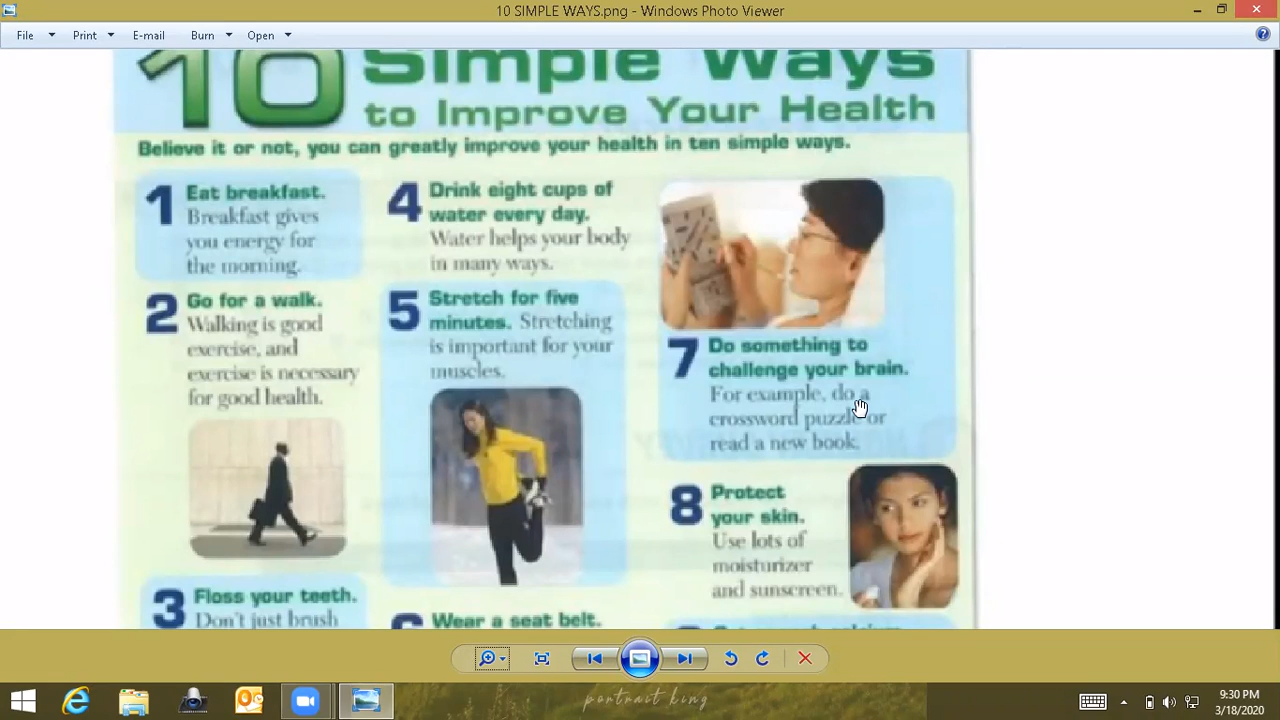 10 SIMPLE WAYS.png - Windows Photo Viewer
File Print E-mail Burn Open
10 Simple Ways
to Improve Your Health
Believe it or not, you can greatly improve your health in ten simple ways.
1 Eat breakfast.
Breakfast gives
you energy for
the morning.
2 Go for a walk.
Walking is good
exercise, and
exercise is necessary
for good health.
3 Floss your teeth.
Don't just brush
4 Drink eight cups of
water every day.
Water helps your body
in many ways.
5 Stretch for five
minutes. Stretching
is important for your
muscles.
6 Wear a seat belt.
7 Do something to
challenge your brain.
For example, do a
crossword puzzle or
read a new book.
8 Protect
your skin.
Use lots of
moisturizer
and sunscreen.
portrait king
9:30 PM
3/18/2020